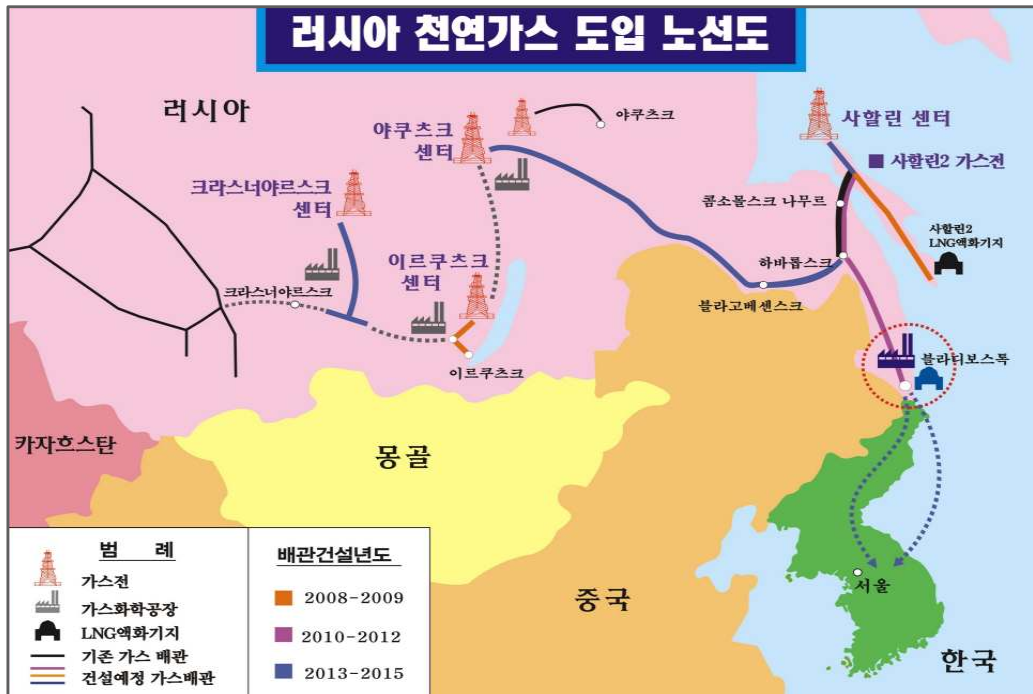 러시아 천연가스 도입 노선도
러시아
야쿠츠크
센터
야쿠츠크
사할린 센터
사할린2 가스전
크라스너야르스크
센터
콤소몰스크 나무르
사할린2
LNG액화기지
이르쿠츠크
센터
하바롭스크
크라스너야르스크
블라고베센스크
이르쿠츠크
블라디보스톡
카자흐스탄
몽골
중국
서울
한국
범 례
가스전
가스화학공장
LNG액화기지
기존 가스 배관
건설예정 가스배관
배관건설년도
2008-2009
2010-2012
2013-2015